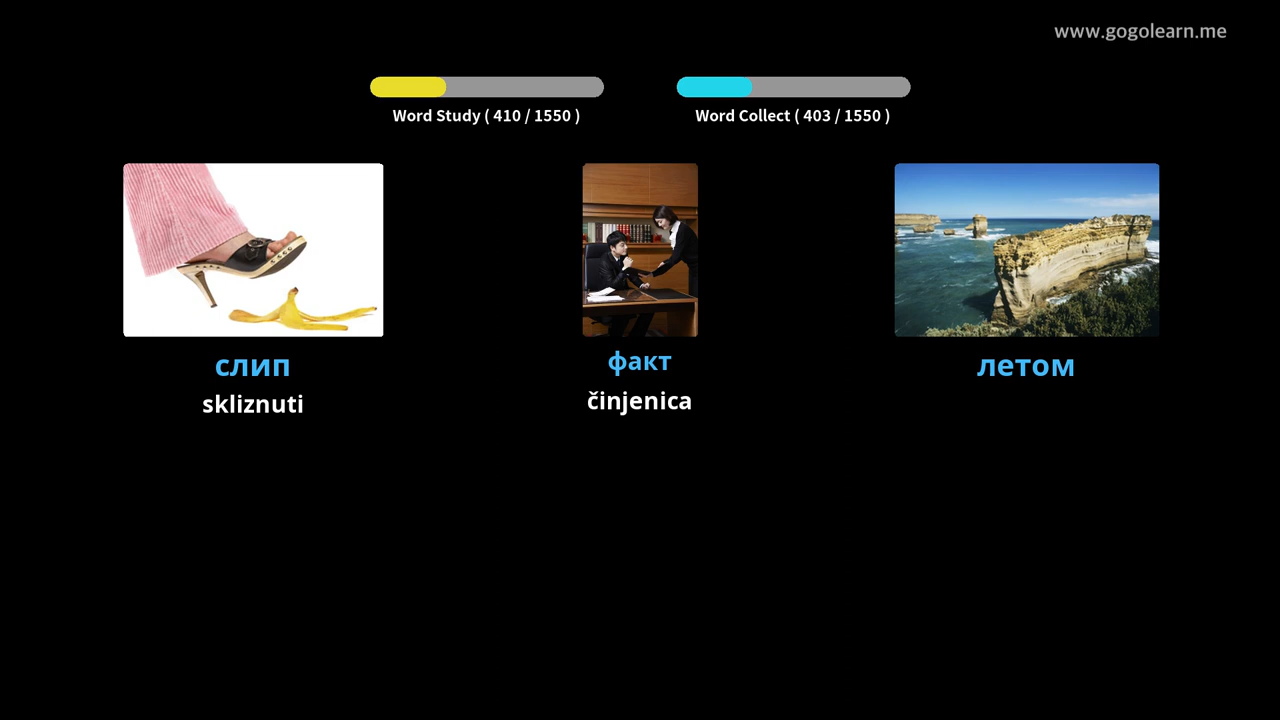 www.gogolearn.me
Word Study ( 410 / 1550 )
Word Collect ( 403 / 1550 )
слип
skliznuti
факт
činjenica
летом